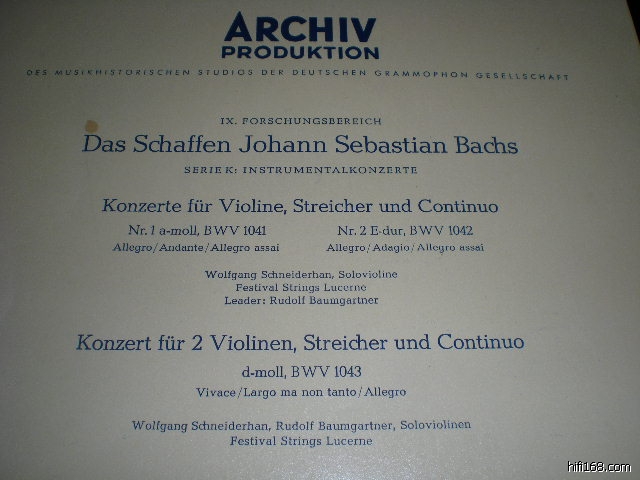 ARCHIV
PRODUKTION
DES MUSIKHISTORISCHEN STUDIOS DER DEUTSCHEN GRAMMOPHON GESELLSCHAFT
IX. FORSCHUNGSBEREICH
Das Schaffen Johann Sebastian Bachs
SERIE K: INSTRUMENTALKONZERTE
Konzerte für Violine, Streicher und Continuo
Nr. 1 a-moll, BWV 1041 Nr. 2 E-dur, BWV 1042
Allegro/Andante/Allegro assai Allegro/Adagio/Allegro assai
Wolfgang Schneiderhan, Solovioline
Festival Strings Lucerne
Leader: Rudolf Baumgartner
Konzert für 2 Violinen, Streicher und Continuo
d-moll, BWV 1043
Vivace/Largo ma non tanto/Allegro
Wolfgang Schneiderhan, Rudolf Baumgartner, Soloviolinen
Festival Strings Lucerne
hifi168.com